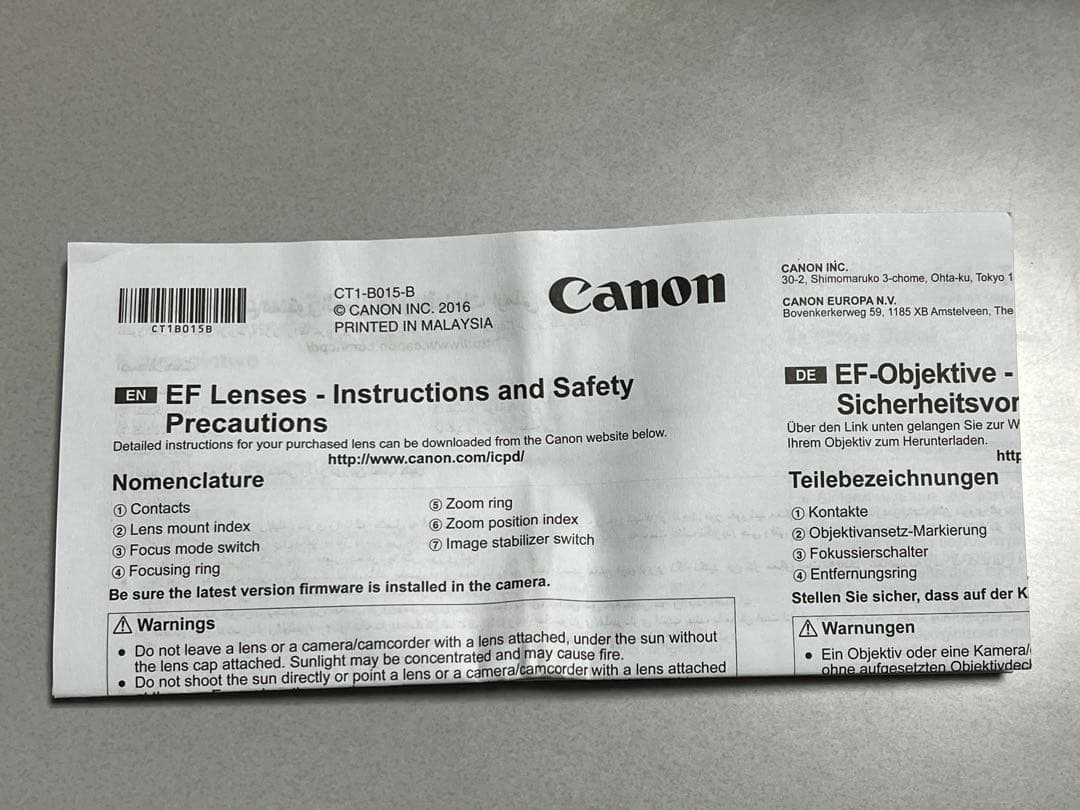 CT1B015B
CT1-B015-B
© CANON INC. 2016
PRINTED IN MALAYSIA
Canon
CANON INC.
30-2, Shimomaruko 3-chome, Ohta-ku, Tokyo 1
CANON EUROPA N.V.
Bovenkerkerweg 59, 1185 XB Amstelveen, The
EN EF Lenses - Instructions and Safety
Precautions
Detailed instructions for your purchased lens can be downloaded from the Canon website below.
http://www.canon.com/icpd/
Nomenclature
① Contacts
② Lens mount index
③ Focus mode switch
④ Focusing ring
⑤ Zoom ring
⑥ Zoom position index
⑦ Image stabilizer switch
Be sure the latest version firmware is installed in the camera.
⚠ Warnings
• Do not leave a lens or a camera/camcorder with a lens attached, under the sun without
the lens cap attached. Sunlight may be concentrated and may cause fire.
• Do not shoot the sun directly or point a lens or a camera/camcorder with a lens attached
DE EF-Objektive -
Sicherheitsvor
Über den Link unten gelangen Sie zur W
Ihrem Objektiv zum Herunterladen.
http
Teilebezeichnungen
① Kontakte
② Objektivansetz-Markierung
③ Fokussierschalter
④ Entfernungsring
Stellen Sie sicher, dass auf der K
⚠ Warnungen
• Ein Objektiv oder eine Kamera/
ohne aufgesetzten Objektivdeck